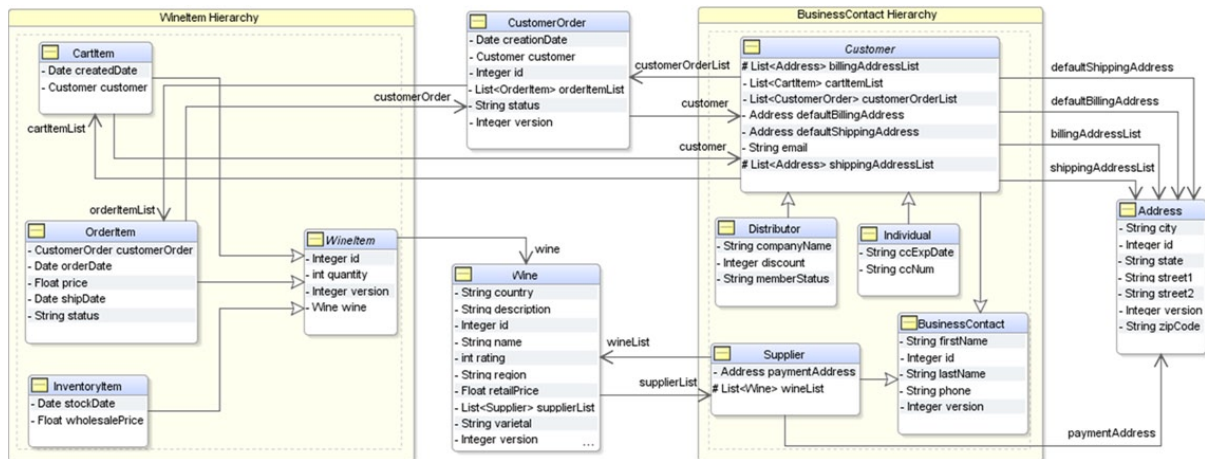 WineItem Hierarchy
CartItem
- Date createdDate
- Customer customer
cartItemList
orderItemList
OrderItem
- CustomerOrder customerOrder
- Date orderDate
- Float price
- Date shipDate
- String status
WineItem
- Integer id
- int quantity
- Integer version
- Wine wine
InventoryItem
- Date stockDate
- Float wholesalePrice
CustomerOrder
- Date creationDate
- Customer customer
- Integer id
- List<OrderItem> orderItemList
- String status
- Integer version
customerOrder
customerOrderList
customer
customer
wine
Wine
- String country
- String description
- Integer id
- String name
- int rating
- String region
- Float retailPrice
- List<Supplier> supplierList
- String varietal
- Integer version
...
wineList
supplierList
BusinessContact Hierarchy
Customer
# List<Address> billingAddressList
- List<CartItem> cartItemList
- List<CustomerOrder> customerOrderList
- Address defaultBillingAddress
- Address defaultShippingAddress
- String email
# List<Address> shippingAddressList
Distributor
- String companyName
- Integer discount
- String memberStatus
Individual
- String ccExpDate
- String ccNum
BusinessContact
- String firstName
- Integer id
- String lastName
- String phone
- Integer version
Supplier
- Address paymentAddress
# List<Wine> wineList
defaultShippingAddress
defaultBillingAddress
billingAddressList
shippingAddressList
Address
- String city
- Integer id
- String state
- String street1
- String street2
- Integer version
- String zipCode
paymentAddress